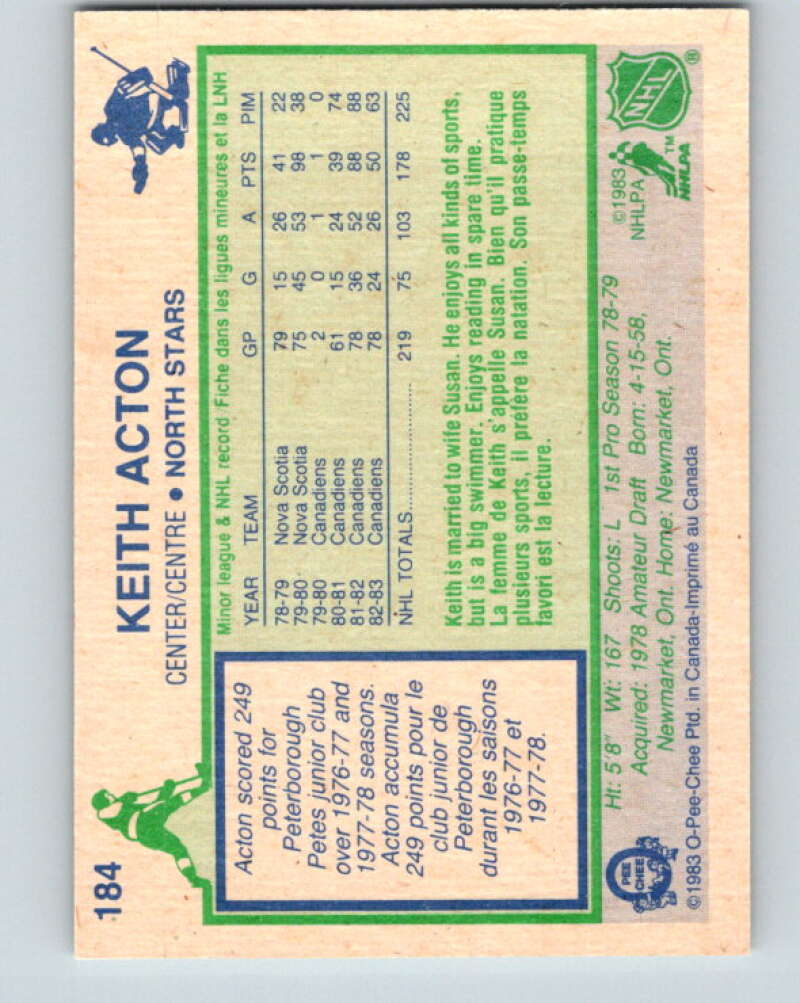 184
KEITH ACTON
CENTER/CENTRE • NORTH STARS
Acton scored 249
points for
Peterborough
Petes junior club
over 1976-77 and
1977-78 seasons.
Acton accumula
249 points pour le
club junior de
Peterborough
durant les saisons
1976-77 et
1977-78.
Minor league & NHL record/Fiche dans les ligues mineures et la LNH
YEAR TEAM GP G A PTS PIM
78-79 Nova Scotia 79 15 26 41 22
79-80 Nova Scotia 75 45 53 98 38
79-80 Canadiens 2 0 1 1 0
80-81 Canadiens 61 15 24 39 74
81-82 Canadiens 78 36 52 88 88
82-83 Canadiens 78 24 26 50 63
NHL TOTALS.................... 219 75 103 178 225
Keith is married to wife Susan. He enjoys all kinds of sports,
but is a big swimmer. Enjoys reading in spare time.
La femme de Keith s'appelle Susan. Bien qu'il pratique
plusieurs sports, il préfère la natation. Son passe-temps
favori est la lecture.
Ht: 5'8" Wt: 167 Shoots: L 1st Pro Season 78-79
Acquired: 1978 Amateur Draft Born: 4-15-58,
Newmarket, Ont. Home: Newmarket, Ont.
©1983
NHLPA
NHL
®
TM
NHLPA
O
PEE
CHEE
©1983 O-Pee-Chee Ptd. in Canada-Imprimé au Canada